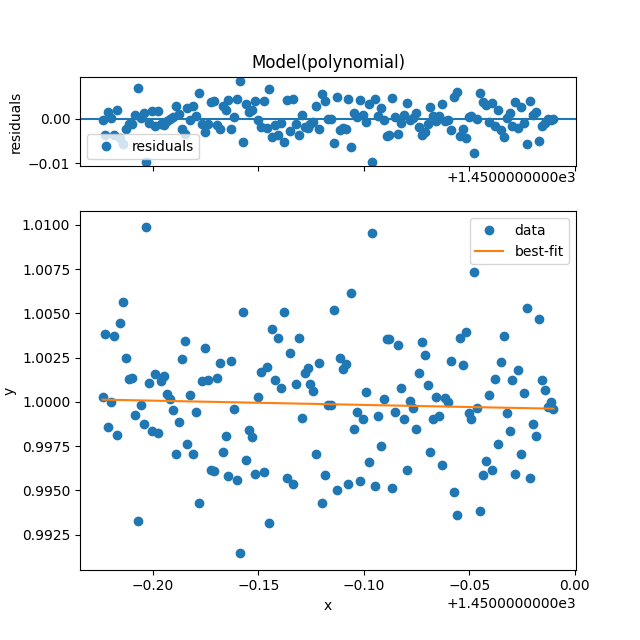 Model(polynomial)
0.00
−0.01
residuals
residuals
+1.4500000000e3
1.0100
1.0075
1.0050
1.0025
1.0000
0.9975
0.9950
0.9925
y
data
best-fit
−0.20
−0.15
−0.10
−0.05
0.00
x
+1.4500000000e3